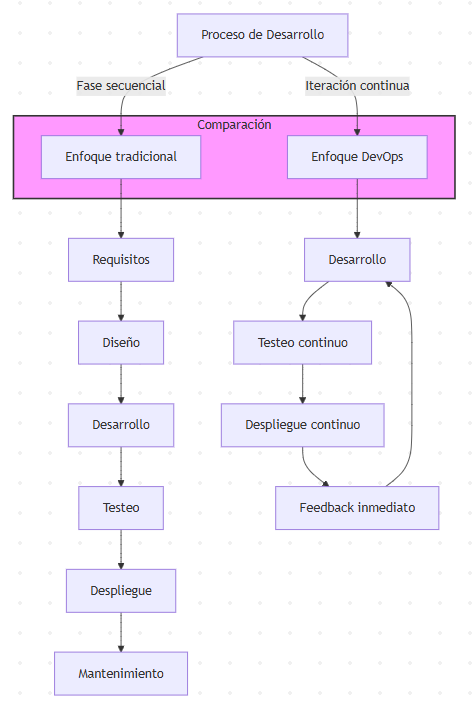 Proceso de Desarrollo
Fase secuencial
Iteración continua
Comparación
Enfoque tradicional
Enfoque DevOps
Requisitos
Desarrollo
Diseño
Testeo continuo
Desarrollo
Despliegue continuo
Testeo
Feedback inmediato
Despliegue
Mantenimiento